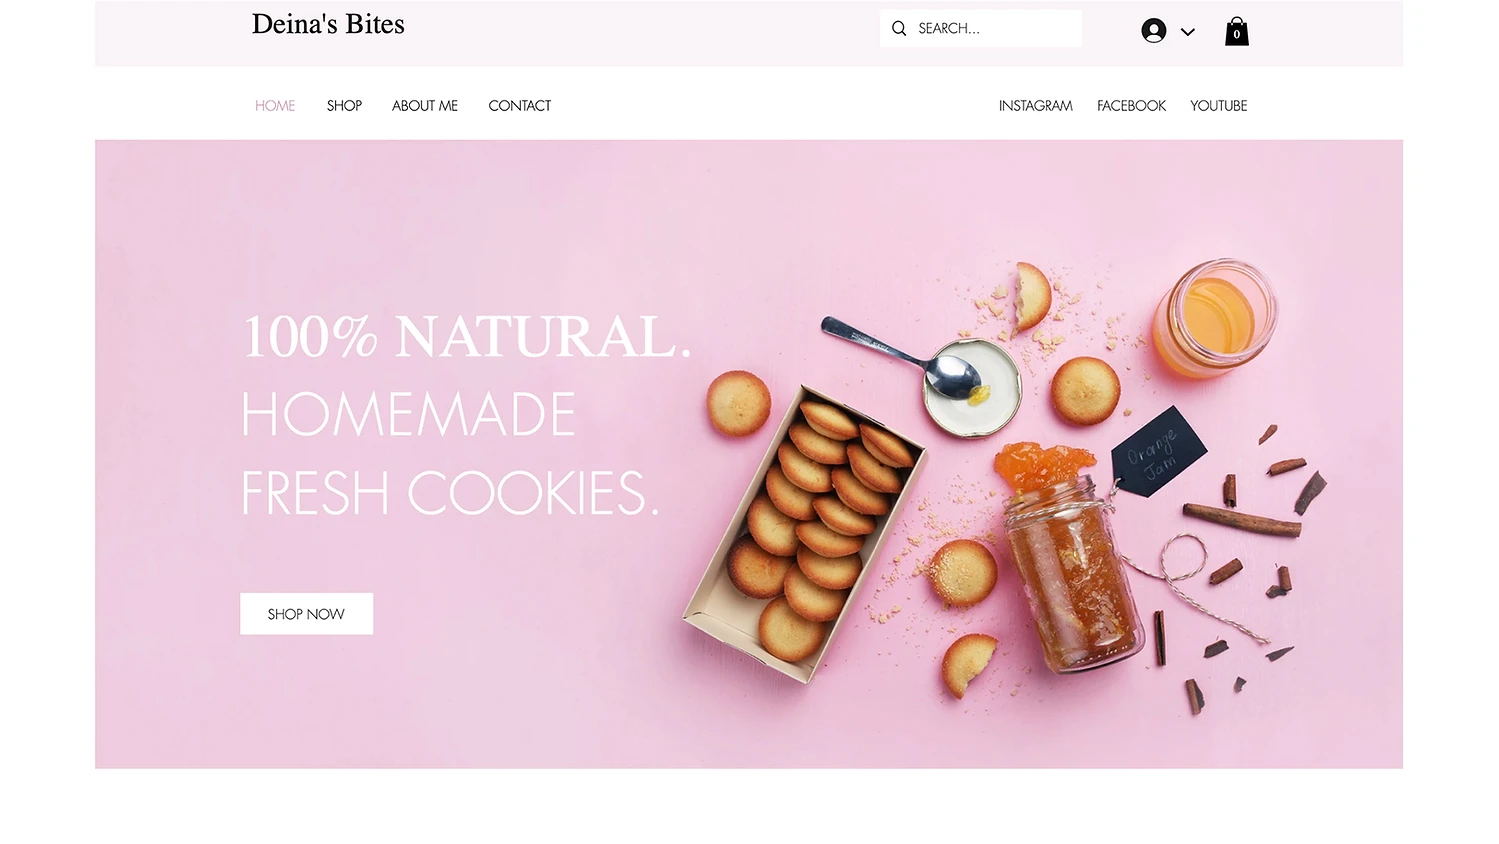 Deina's Bites
SEARCH...
0
HOME SHOP ABOUT ME CONTACT
INSTAGRAM FACEBOOK YOUTUBE
100% NATURAL.
HOMEMADE
FRESH COOKIES.
Orange
Jam
SHOP NOW